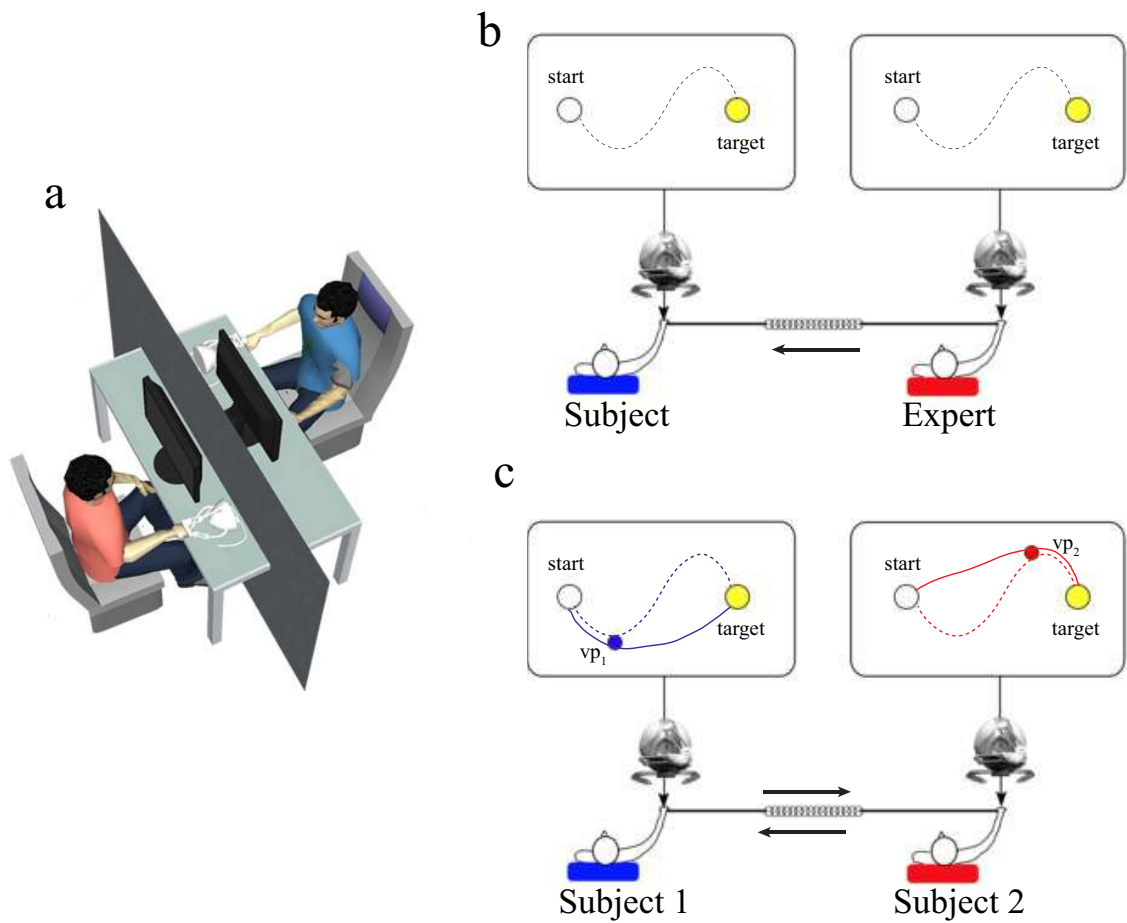 a
b
start
target
start
target
Subject
Expert
c
start
target
vp1
start
target
vp2
Subject 1
Subject 2